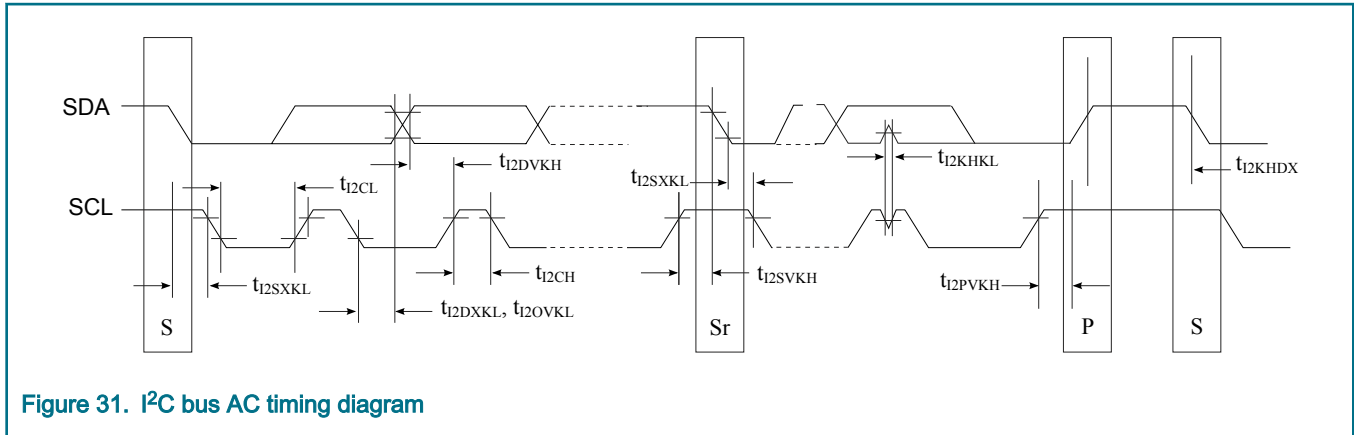 SDA
tI2DVKH
tI2SXKL
tI2KHKL
tI2KHDX
tI2CL
SCL
tI2SXKL
tI2CH
tI2SVKH
tI2PVKH
tI2DXKL, tI2OVKL
S
Sr
P
S
Figure 31. I²C bus AC timing diagram